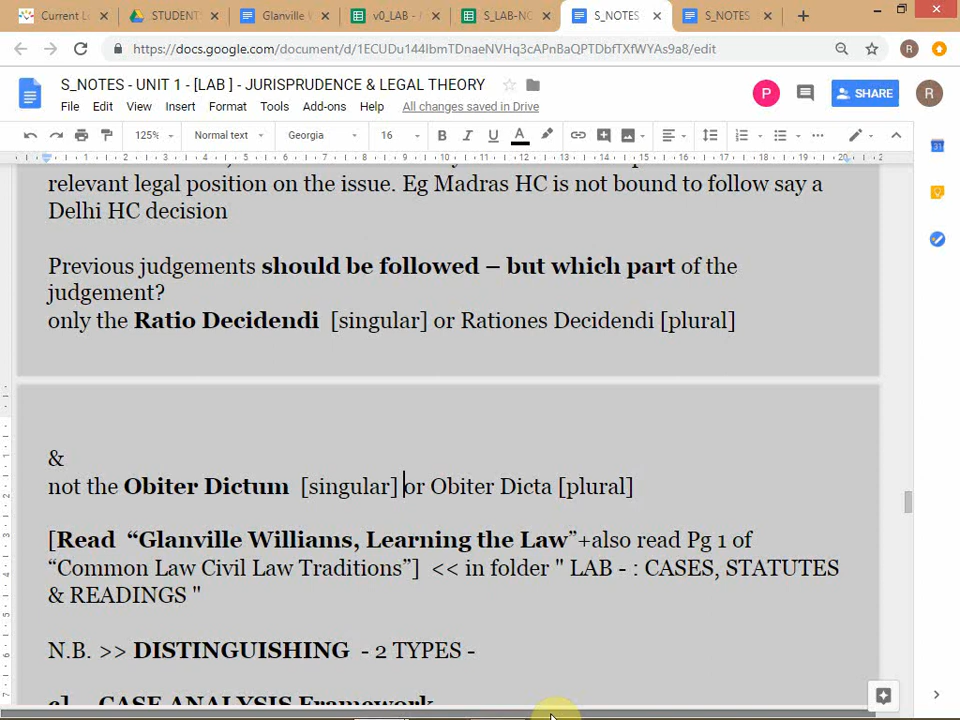 Current L
STUDENT
Glanville W
v0_LAB - A
S_LAB-NO
S_NOTES
S_NOTES
https://docs.google.com/document/d/1ECUDu144IbmTDnaeNVHq3cAPnBaQPTDbfTXfWYAs9a8/edit
R
S_NOTES - UNIT 1 - [LAB ] - JURISPRUDENCE & LEGAL THEORY
P
SHARE
R
File Edit View Insert Format Tools Add-ons Help All changes saved in Drive
125% Normal text Georgia 16 B I U A
relevant legal position on the issue. Eg Madras HC is not bound to follow say a
Delhi HC decision
Previous judgements should be followed – but which part of the
judgement?
only the Ratio Decidendi [singular] or Rationes Decidendi [plural]
&
not the Obiter Dictum [singular] or Obiter Dicta [plural]
[Read “Glanville Williams, Learning the Law”+also read Pg 1 of
“Common Law Civil Law Traditions”] << in folder " LAB - : CASES, STATUTES
& READINGS "
N.B. >> DISTINGUISHING - 2 TYPES -
c] CASE ANALYSIS Framework